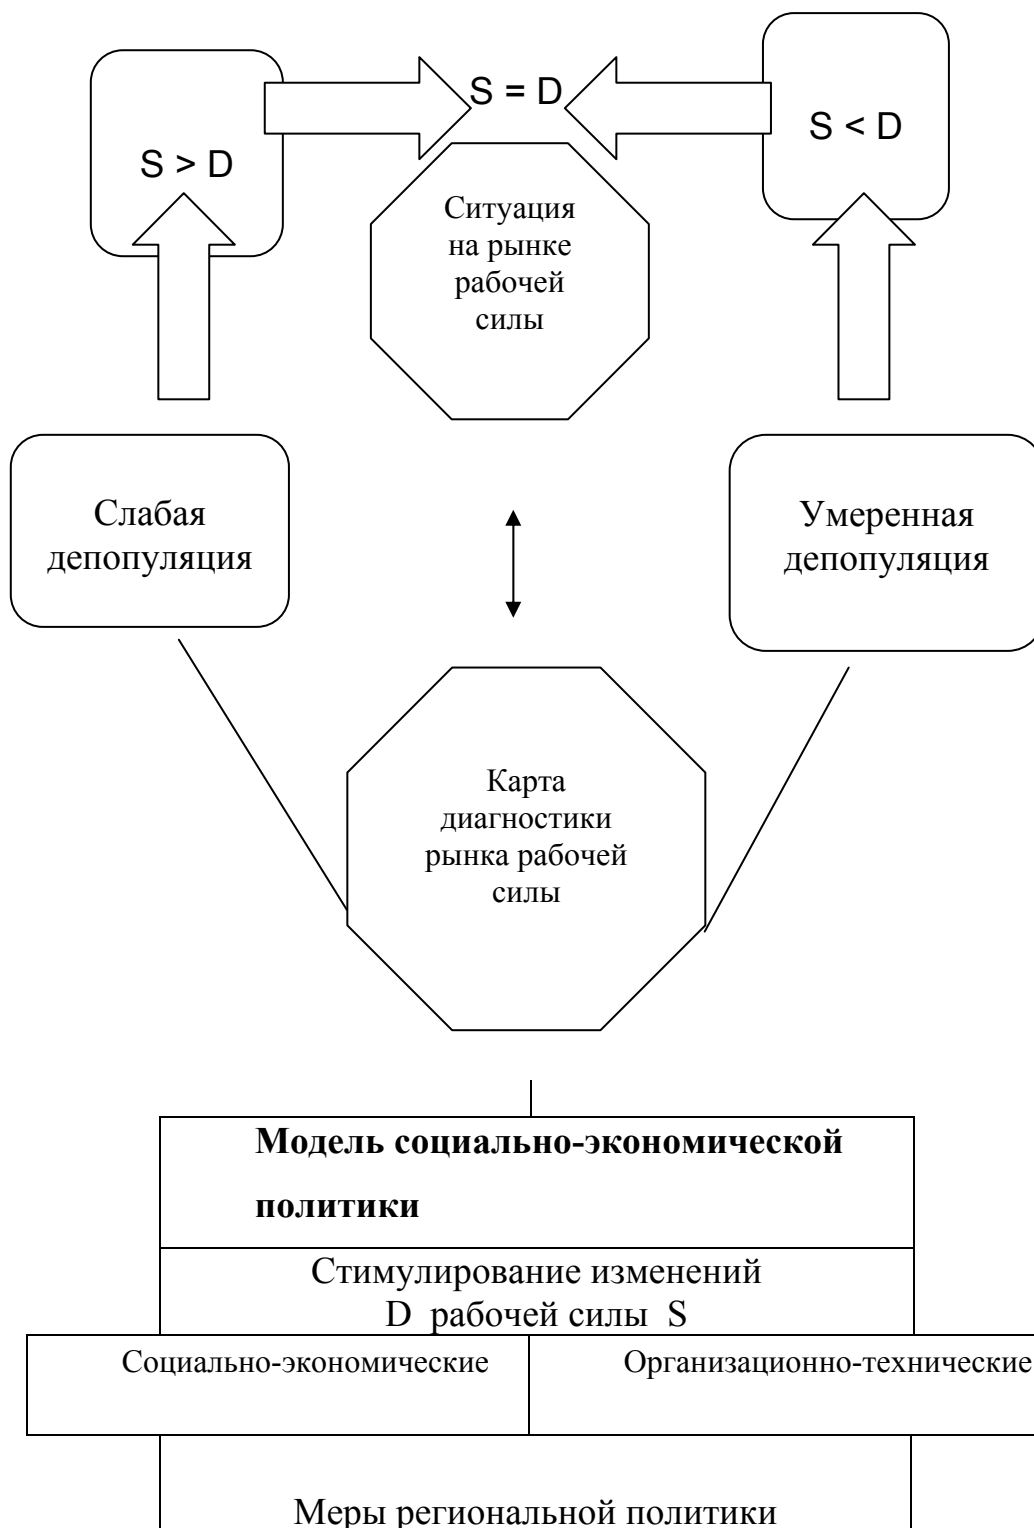 S = D
S > D
S < D
Ситуация
на рынке
рабочей
силы
Слабая
депопуляция
Умеренная
депопуляция
Карта
диагностики
рынка рабочей
силы
Модель социально-экономической
политики
Стимулирование изменений
D рабочей силы S
Социально-экономические
Организационно-технические
Меры региональной политики